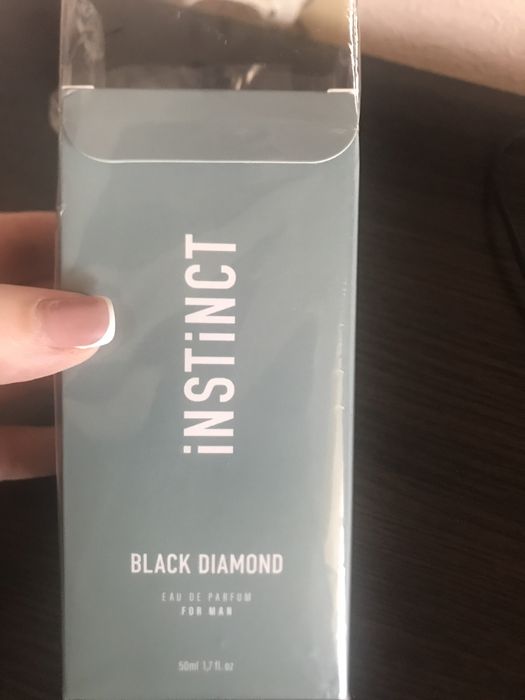 iNSTiNCT
BLACK DIAMOND
EAU DE PARFUM
FOR MAN
50ml 1,7 fl. oz